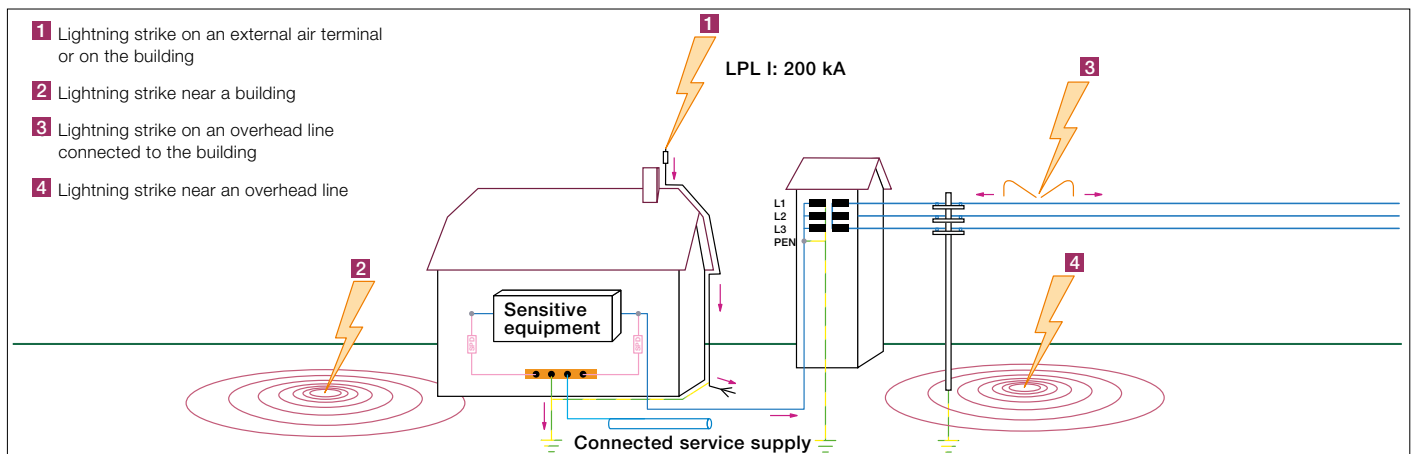 1 Lightning strike on an external air terminal
or on the building
2 Lightning strike near a building
3 Lightning strike on an overhead line
connected to the building
4 Lightning strike near an overhead line
1
LPL I: 200 kA
3
L1
L2
L3
PEN
2
4
Sensitive
equipment
SPD
SPD
Connected service supply